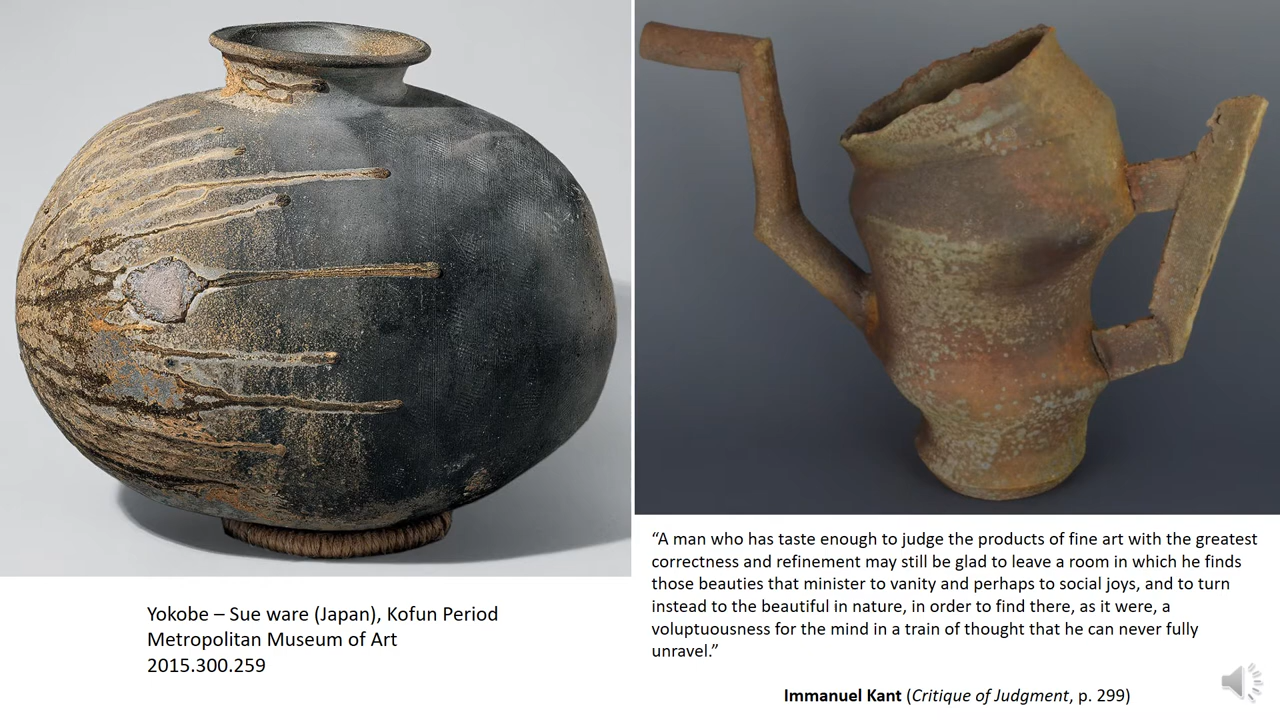 Yokobe – Sue ware (Japan), Kofun Period
Metropolitan Museum of Art
2015.300.259
“A man who has taste enough to judge the products of fine art with the greatest
correctness and refinement may still be glad to leave a room in which he finds
those beauties that minister to vanity and perhaps to social joys, and to turn
instead to the beautiful in nature, in order to find there, as it were, a
voluptuousness for the mind in a train of thought that he can never fully
unravel.”
Immanuel Kant (Critique of Judgment, p. 299)